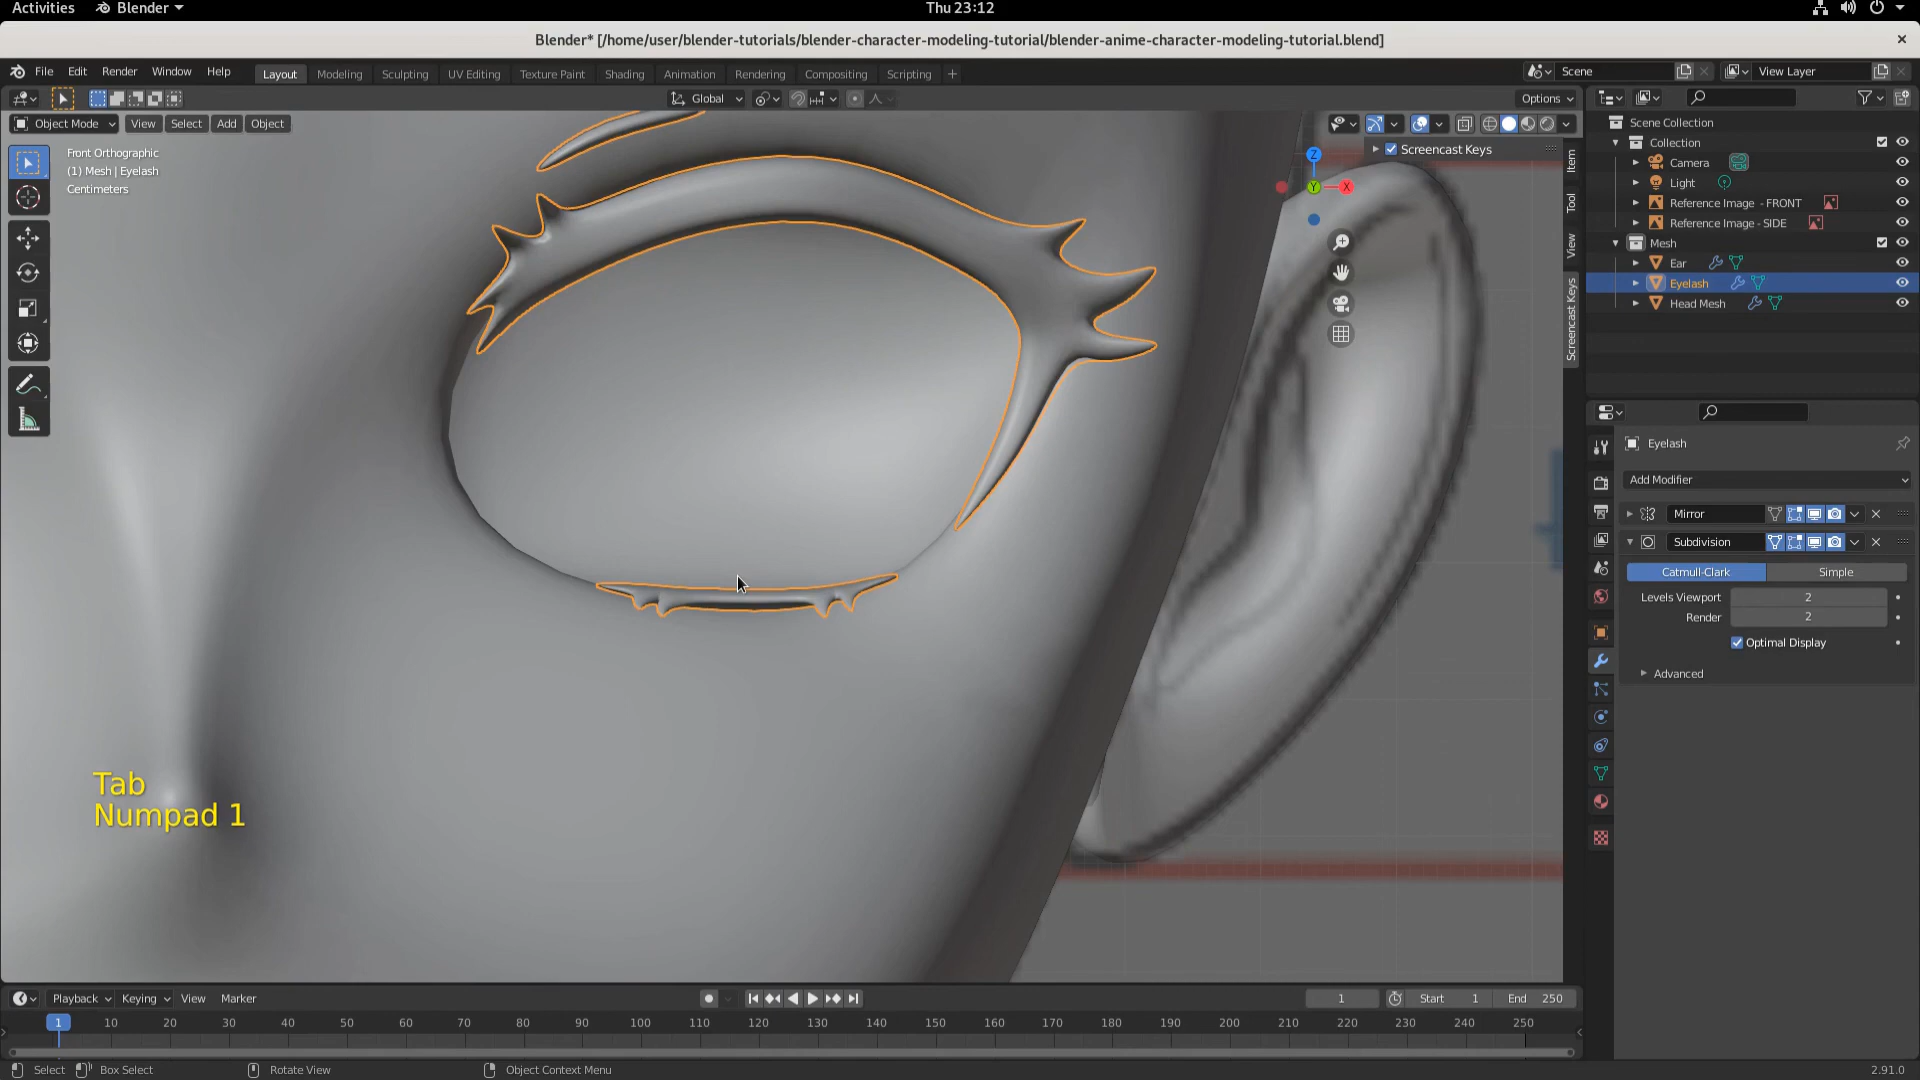 Activities Blender Thu 23:12
Blender* [/home/user/blender-tutorials/blender-character-modeling-tutorial/blender-anime-character-modeling-tutorial.blend]
File Edit Render Window Help Layout Modeling Sculpting UV Editing Texture Paint Shading Animation Rendering Compositing Scripting + Scene View Layer
Global Options
Object Mode View Select Add Object
Front Orthographic
(1) Mesh | Eyelash
Centimeters
Screencast Keys
Z
Y
X
Item
Tool
View
Screencast Keys
Scene Collection
Collection
Camera
Light
Reference Image - FRONT
Reference Image - SIDE
Mesh
Ear
Eyelash
Head Mesh
Eyelash
Add Modifier
Mirror
Subdivision
Catmull-Clark Simple
Levels Viewport 2
Render 2
Optimal Display
Advanced
Tab
Numpad 1
Playback Keying View Marker 1 Start 1 End 250
1 10 20 30 40 50 60 70 80 90 100 110 120 130 140 150 160 170 180 190 200 210 220 230 240 250
Select Box Select Rotate View Object Context Menu 2.91.0